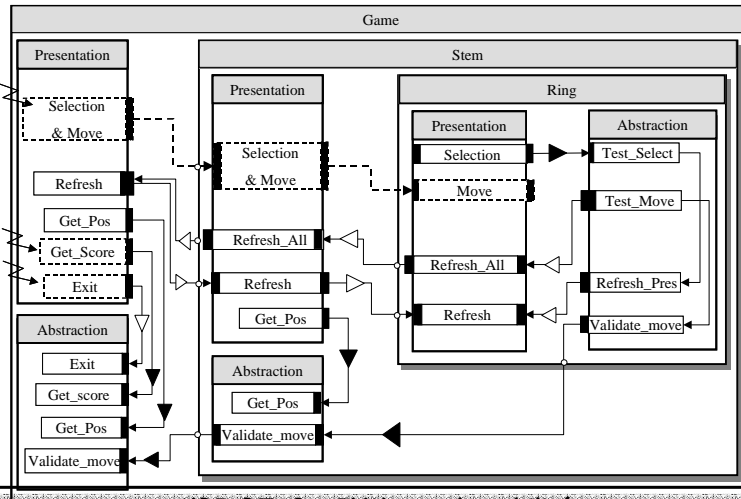 Game
Presentation
Selection
& Move
Refresh
Get_Pos
Get_Score
Exit
Abstraction
Exit
Get_score
Get_Pos
Validate_move
Stem
Presentation
Selection
& Move
Refresh_All
Refresh
Get_Pos
Abstraction
Get_Pos
Validate_move
Ring
Presentation
Selection
Move
Refresh_All
Refresh
Abstraction
Test_Select
Test_Move
Refresh_Pres
Validate_move